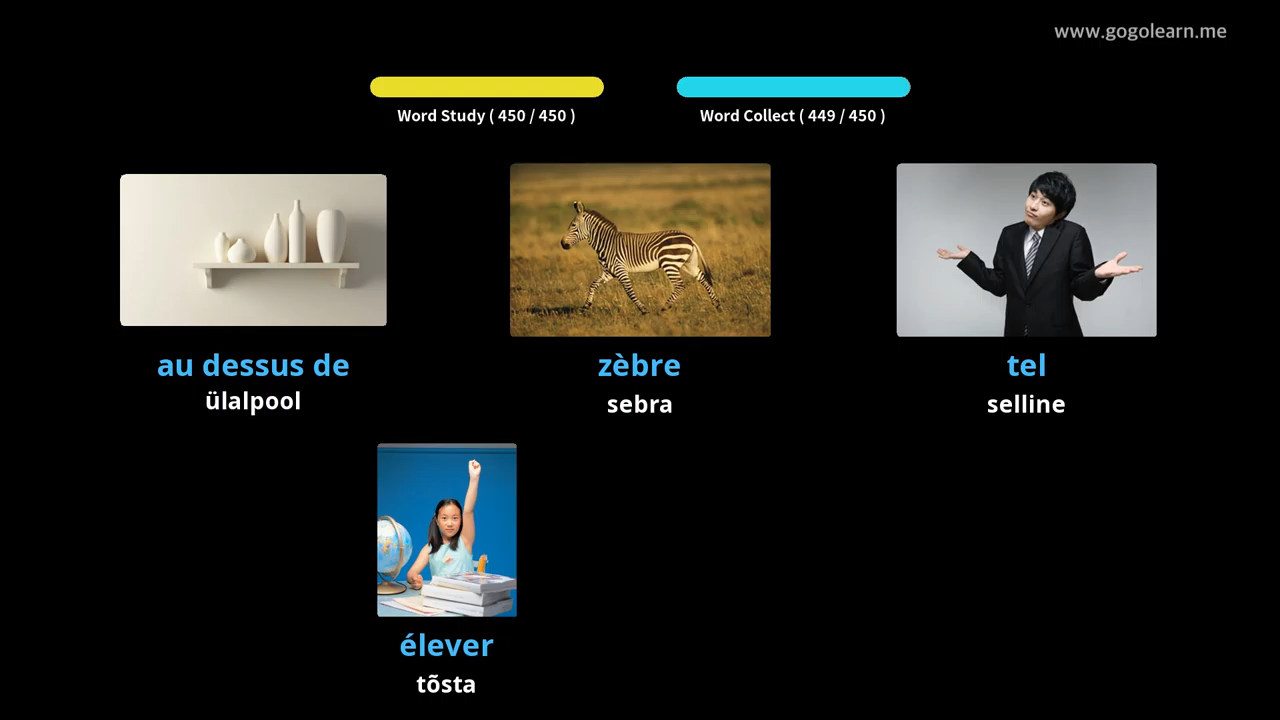 www.gogolearn.me
Word Study ( 450 / 450 )
Word Collect ( 449 / 450 )
au dessus de
ülalpool
zèbre
sebra
tel
selline
élever
tõsta